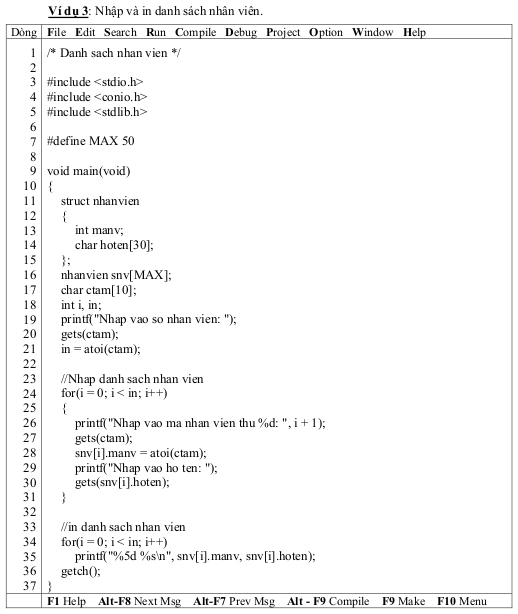 Ví dụ 3: Nhập và in danh sách nhân viên.
Dòng File Edit Search Run Compile Debug Project Option Window Help
1 /* Danh sach nhan vien */
2
3 #include <stdio.h>
4 #include <conio.h>
5 #include <stdlib.h>
6
7 #define MAX 50
8
9 void main(void)
10 {
11 struct nhanvien
12 {
13 int manv;
14 char hoten[30];
15 };
16 nhanvien snv[MAX];
17 char ctam[10];
18 int i, in;
19 printf("Nhap vao so nhan vien: ");
20 gets(ctam);
21 in = atoi(ctam);
22
23 //Nhap danh sach nhan vien
24 for(i = 0; i < in; i++)
25 {
26 printf("Nhap vao ma nhan vien thu %d: ", i + 1);
27 gets(ctam);
28 snv[i].manv = atoi(ctam);
29 printf("Nhap vao ho ten: ");
30 gets(snv[i].hoten);
31 }
32
33 //in danh sach nhan vien
34 for(i = 0; i < in; i++)
35 printf("%5d %s\n", snv[i].manv, snv[i].hoten);
36 getch();
37 }
F1 Help Alt-F8 Next Msg Alt-F7 Prev Msg Alt - F9 Compile F9 Make F10 Menu